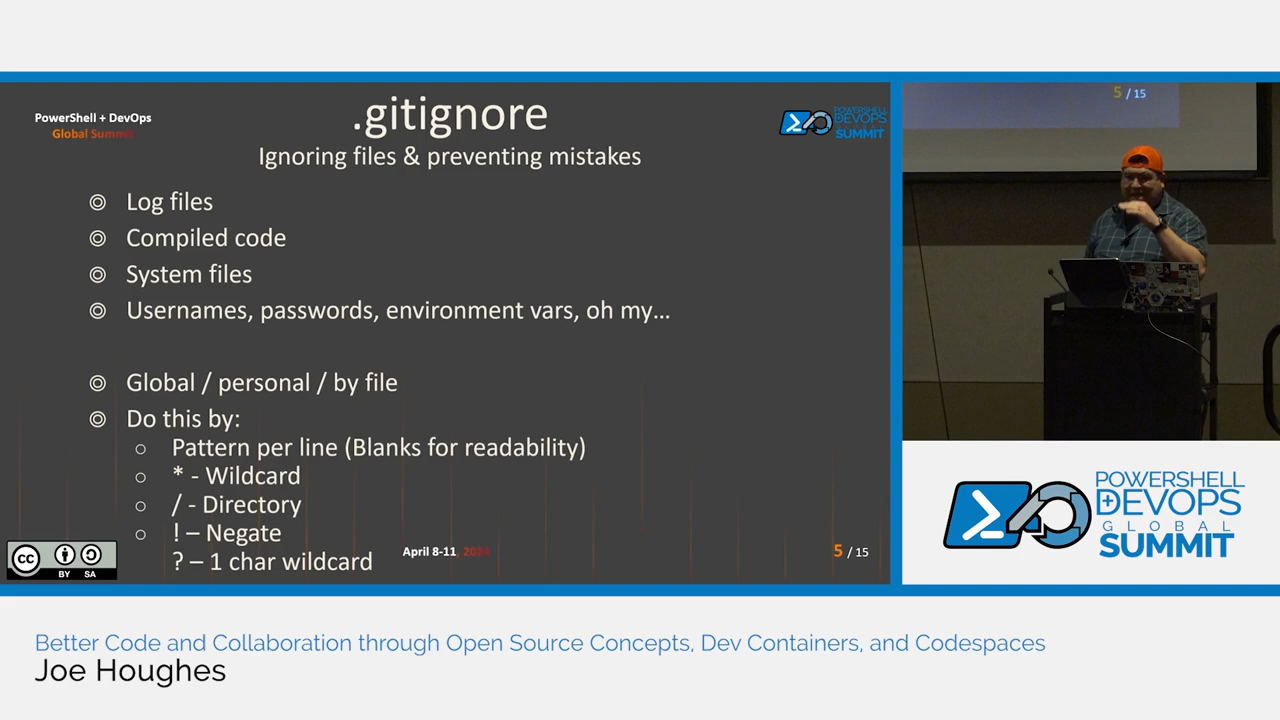 PowerShell + DevOps
Global Summit
.gitignore
Ignoring files & preventing mistakes
POWERSHELL
DEVOPS
GLOBAL
SUMMIT
Log files
Compiled code
System files
Usernames, passwords, environment vars, oh my…
Global / personal / by file
Do this by:
Pattern per line (Blanks for readability)
* - Wildcard
/ - Directory
! – Negate
? – 1 char wildcard
cc
BY SA
April 8-11, 2024
5 / 15
5 / 15
POWERSHELL
+DEVOPS
GLOBAL
SUMMIT
Better Code and Collaboration through Open Source Concepts, Dev Containers, and Codespaces
Joe Houghes